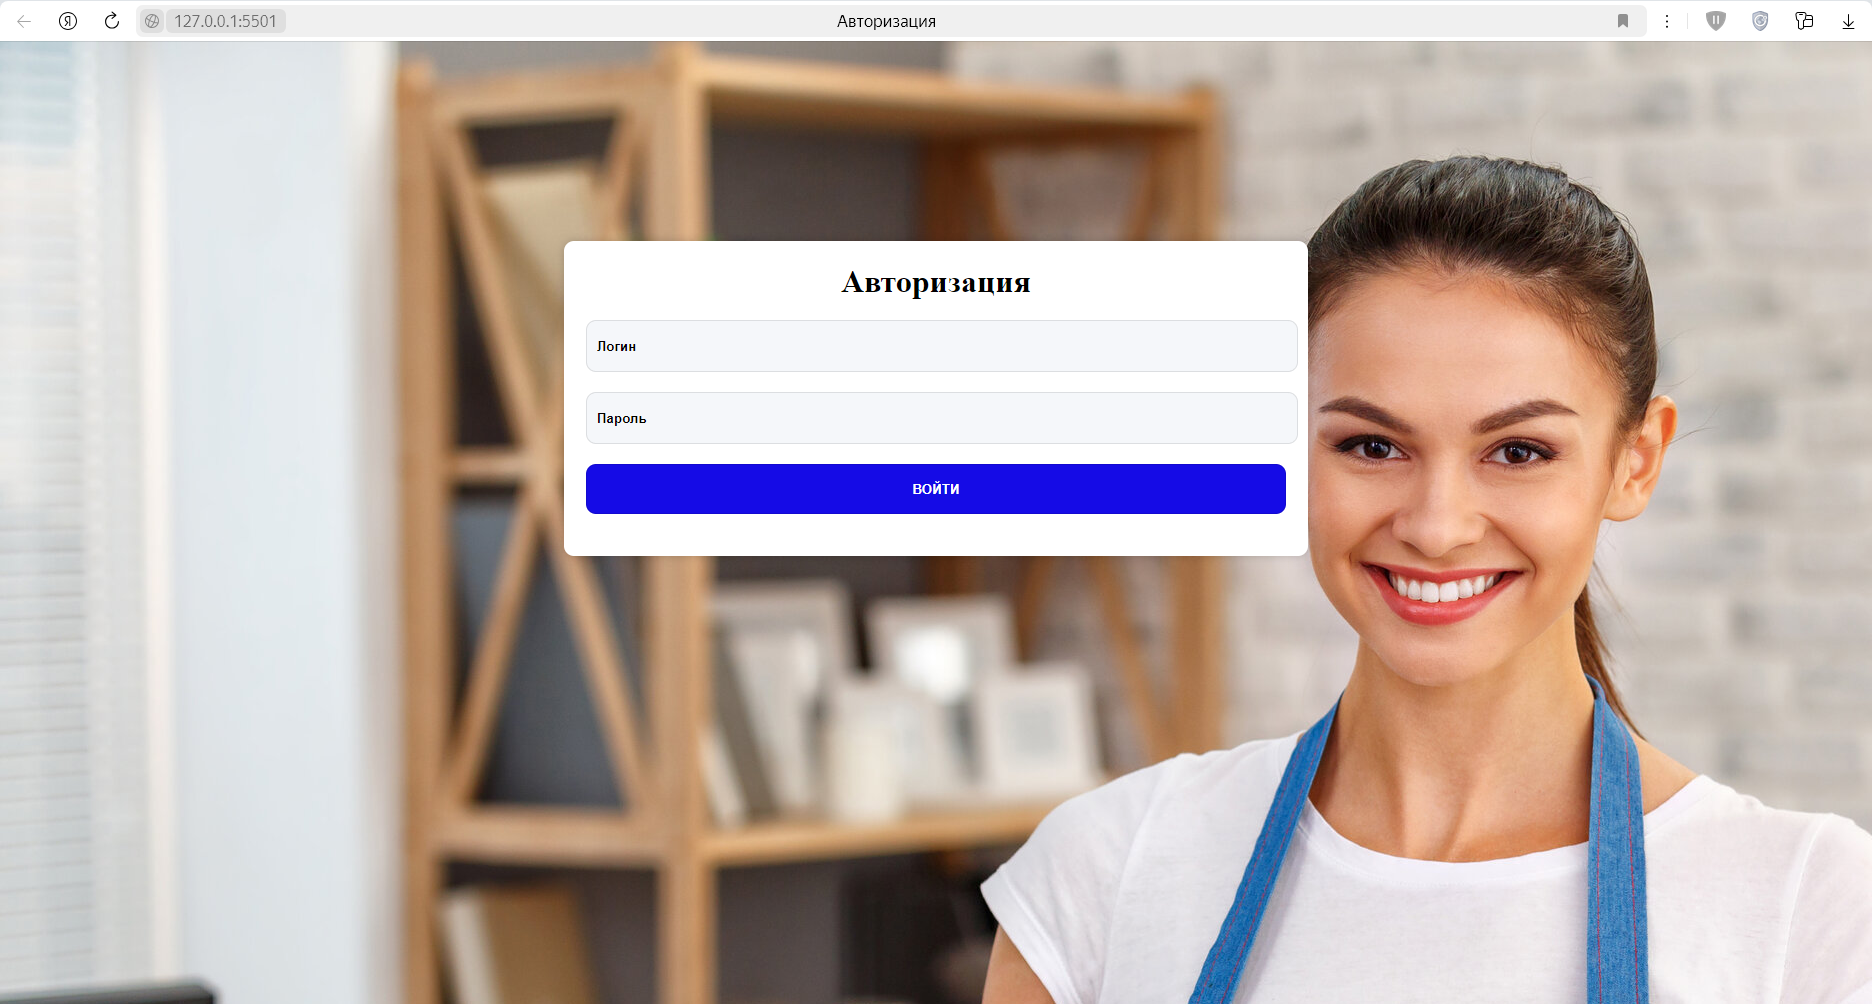 127.0.0.1:5501
Авторизация
Авторизация
Логин
Пароль
ВОЙТИ